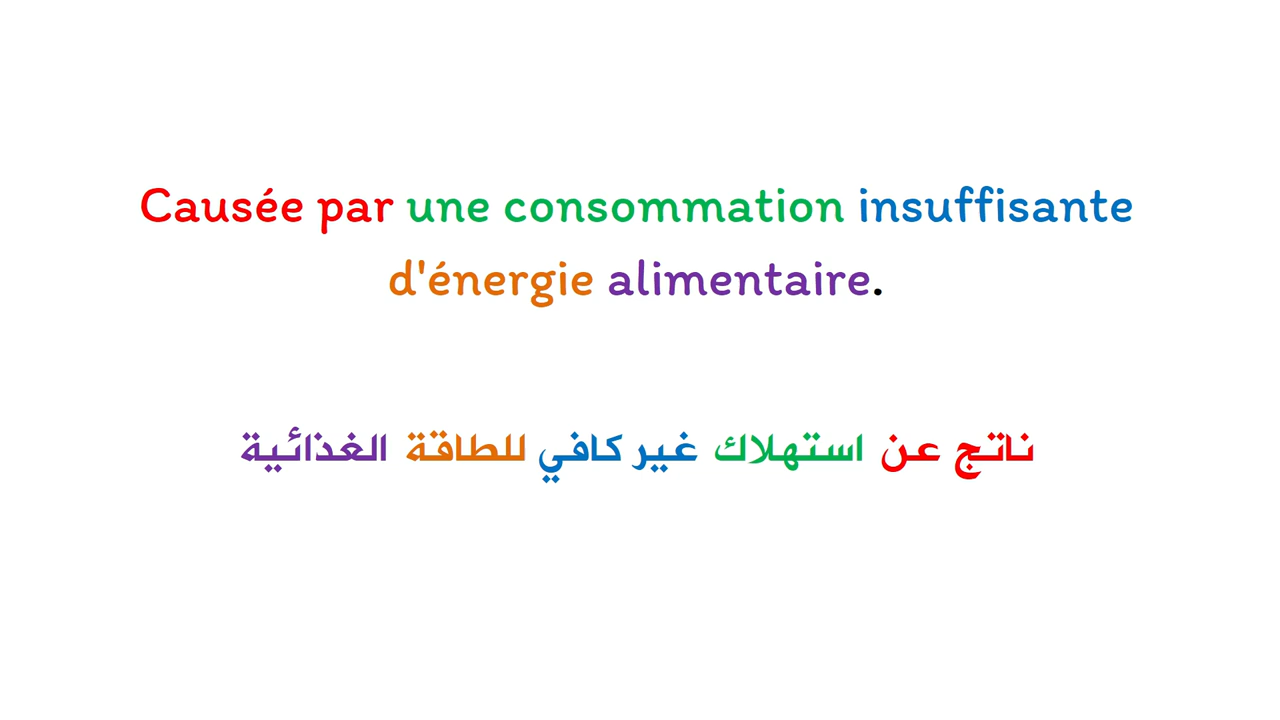 Causée par une consommation insuffisante
d'énergie alimentaire.
ناتج عن استهلاك غير كافي للطاقة الغذائية